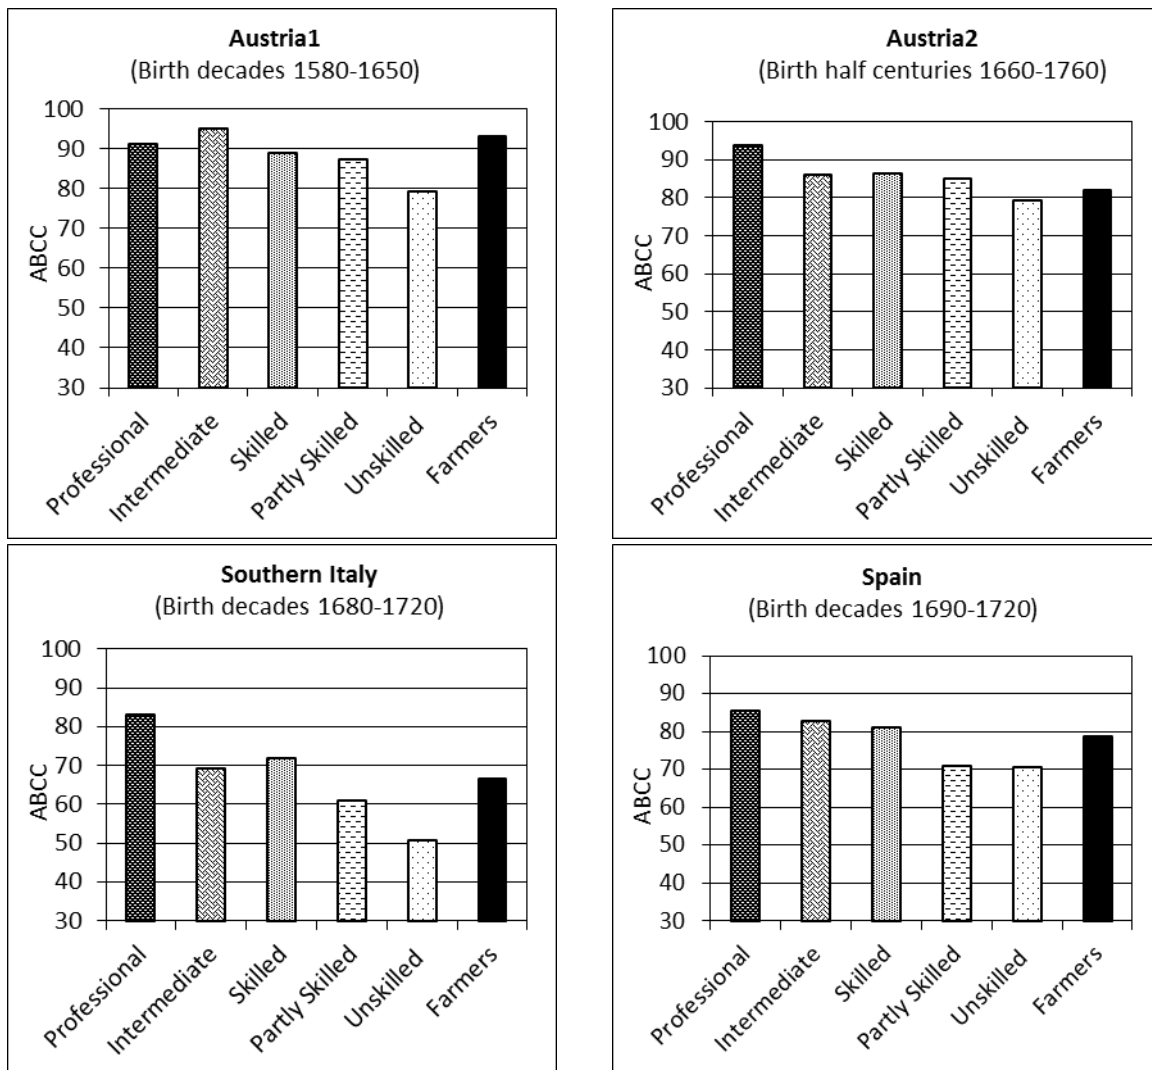 Austria1
(Birth decades 1580-1650)
100
90
80
70
60
50
40
30
ABCC
Professional
Intermediate
Skilled
Partly Skilled
Unskilled
Farmers
Austria2
(Birth half centuries 1660-1760)
100
90
80
70
60
50
40
30
ABCC
Professional
Intermediate
Skilled
Partly Skilled
Unskilled
Farmers
Southern Italy
(Birth decades 1680-1720)
100
90
80
70
60
50
40
30
ABCC
Professional
Intermediate
Skilled
Partly Skilled
Unskilled
Farmers
Spain
(Birth decades 1690-1720)
100
90
80
70
60
50
40
30
ABCC
Professional
Intermediate
Skilled
Partly Skilled
Unskilled
Farmers